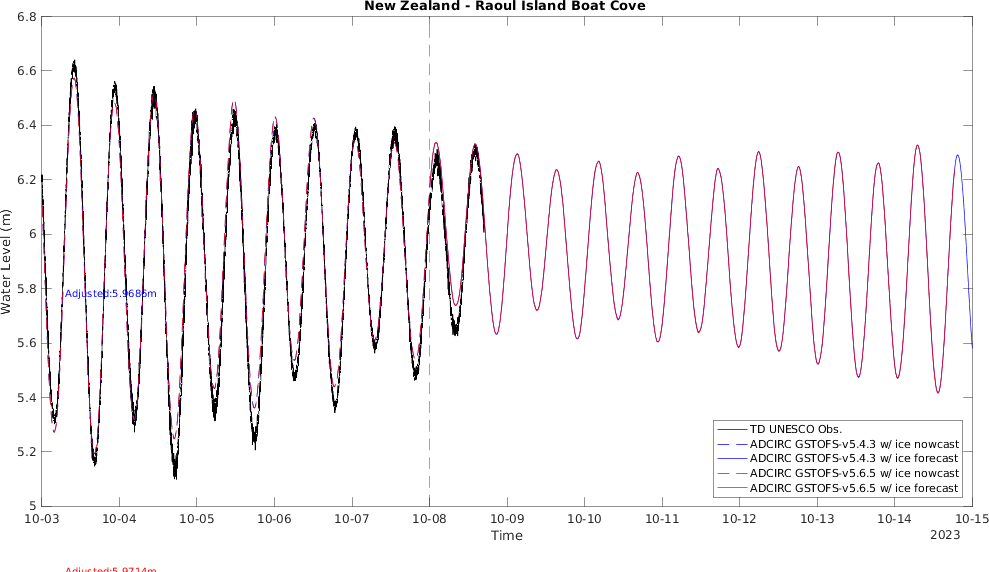 New Zealand - Raoul Island Boat Cove
6.8
6.6
6.4
6.2
6
5.8
5.6
5.4
5.2
5
Water Level (m)
Adjusted:5.9685m
TD UNESCO Obs.
ADCIRC GSTOFS-v5.4.3 w/ ice nowcast
ADCIRC GSTOFS-v5.4.3 w/ ice forecast
ADCIRC GSTOFS-v5.6.5 w/ ice nowcast
ADCIRC GSTOFS-v5.6.5 w/ ice forecast
10-03 10-04 10-05 10-06 10-07 10-08 10-09 10-10 10-11 10-12 10-13 10-14 10-15
Time
2023
Adjusted:5.9714m